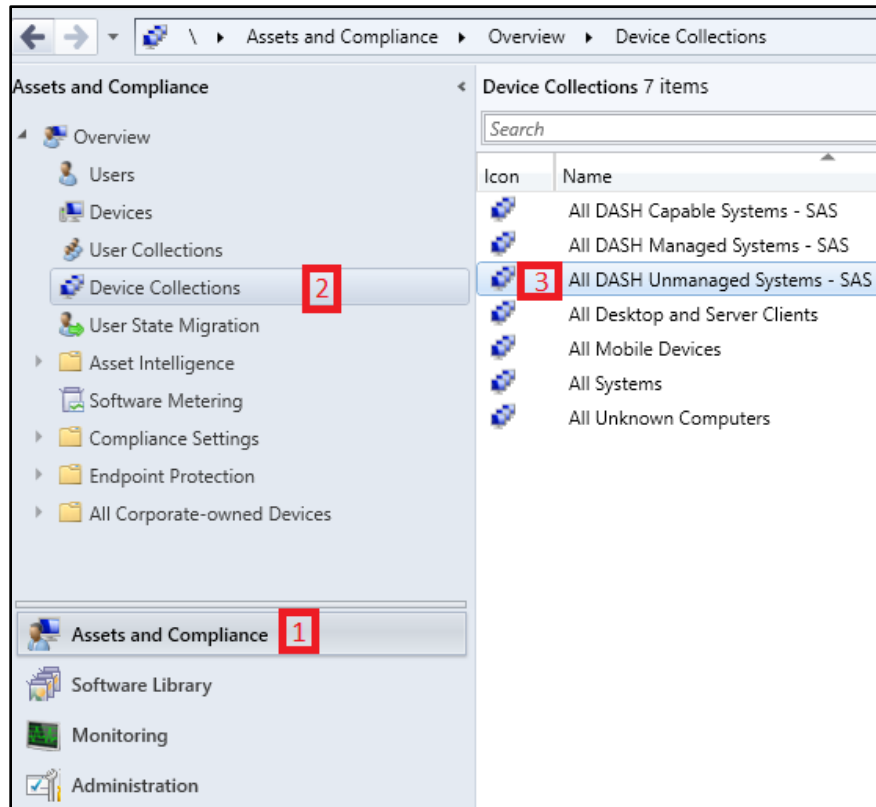 \ Assets and Compliance Overview Device Collections
Assets and Compliance
Overview
Users
Devices
User Collections
Device Collections 2
User State Migration
Asset Intelligence
Software Metering
Compliance Settings
Endpoint Protection
All Corporate-owned Devices
Assets and Compliance 1
Software Library
Monitoring
Administration
Device Collections 7 items
Search
Icon Name
All DASH Capable Systems - SAS
All DASH Managed Systems - SAS
3 All DASH Unmanaged Systems - SAS
All Desktop and Server Clients
All Mobile Devices
All Systems
All Unknown Computers